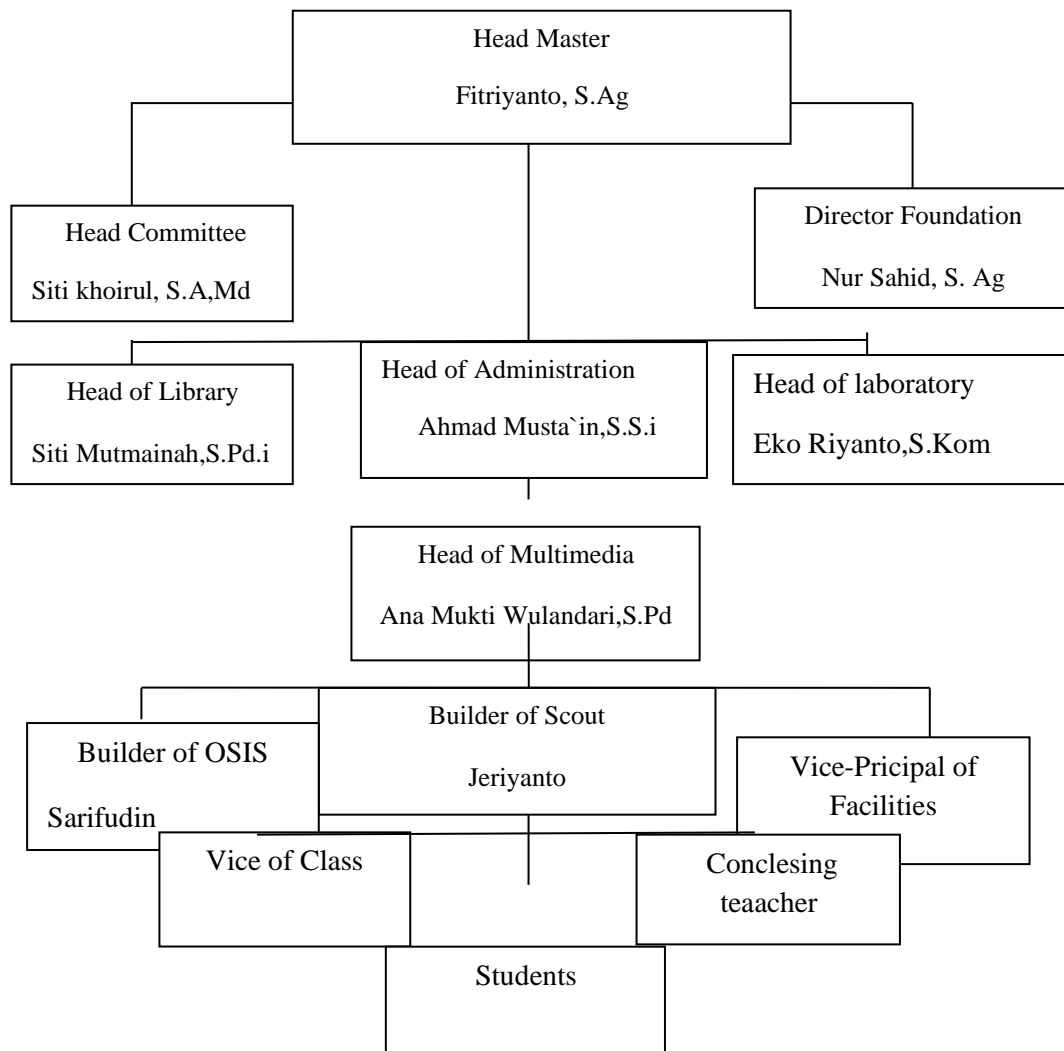 Head Master
Fitriyanto, S.Ag
Head Committee
Siti khoirul, S.A,Md
Director Foundation
Nur Sahid, S. Ag
Head of Library
Siti Mutmainah,S.Pd.i
Head of Administration
Ahmad Musta`in,S.S.i
Head of laboratory
Eko Riyanto,S.Kom
Head of Multimedia
Ana Mukti Wulandari,S.Pd
Builder of OSIS
Sarifudin
Builder of Scout
Jeriyanto
Vice-Pricipal of
Facilities
Vice of Class
Conclesing
teaacher
Students